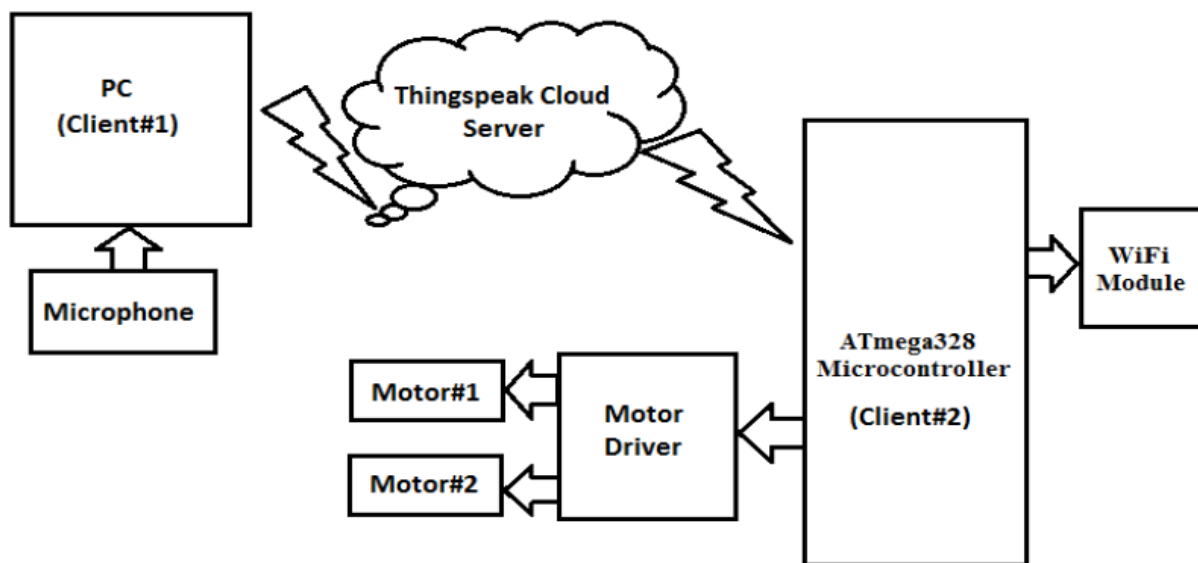 PC
(Client#1)
Thingspeak Cloud
Server
Microphone
WiFi
Module
ATmega328
Microcontroller
(Client#2)
Motor#1
Motor
Driver
Motor#2